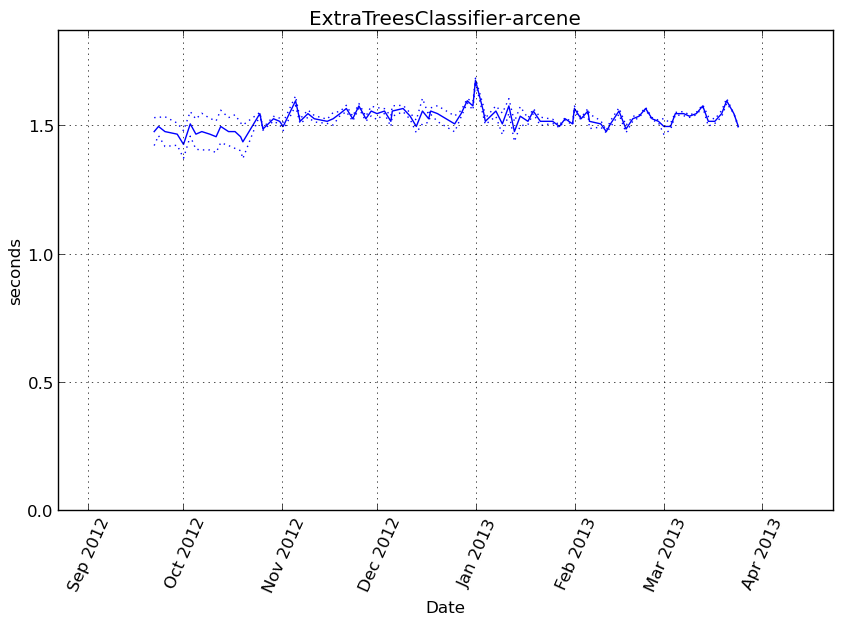 ExtraTreesClassifier-arcene
seconds
1.5
1.0
0.5
0.0
Sep 2012
Oct 2012
Nov 2012
Dec 2012
Jan 2013
Feb 2013
Mar 2013
Apr 2013
Date